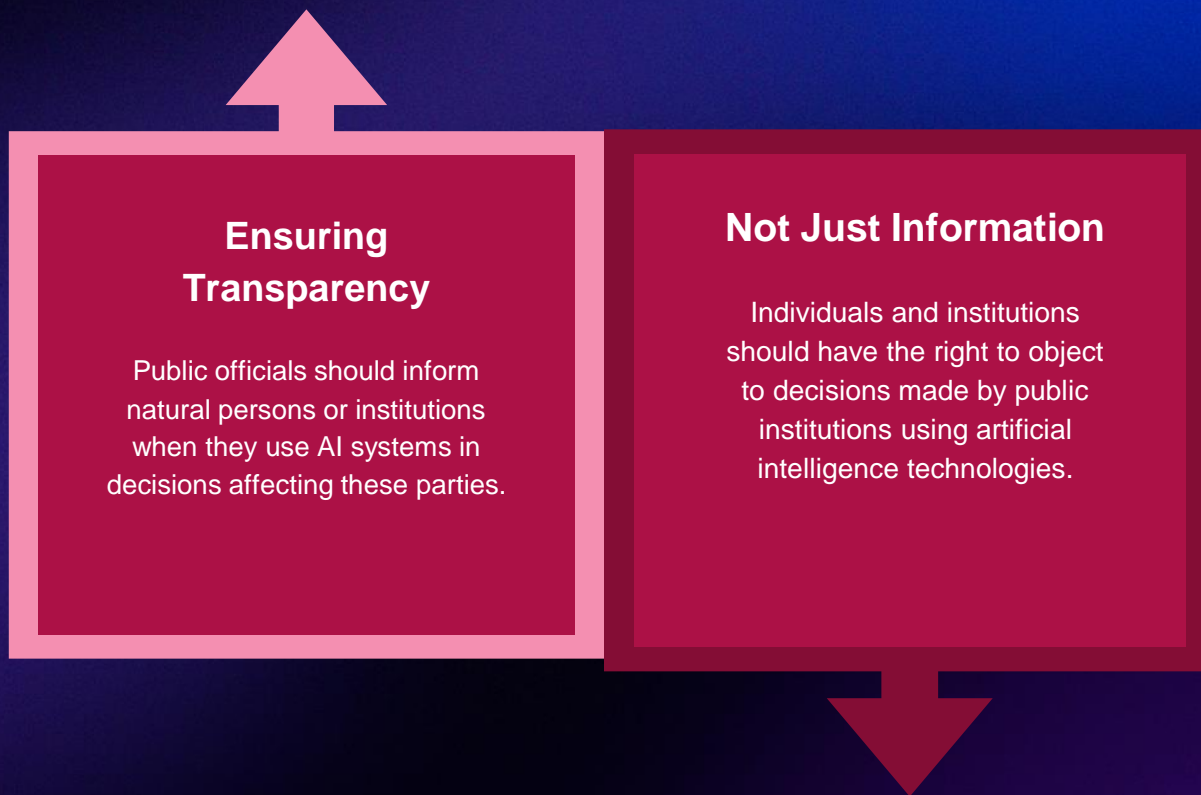 Ensuring
Transparency
Public officials should inform
natural persons or institutions
when they use AI systems in
decisions affecting these parties.
Not Just Information
Individuals and institutions
should have the right to object
to decisions made by public
institutions using artificial
intelligence technologies.